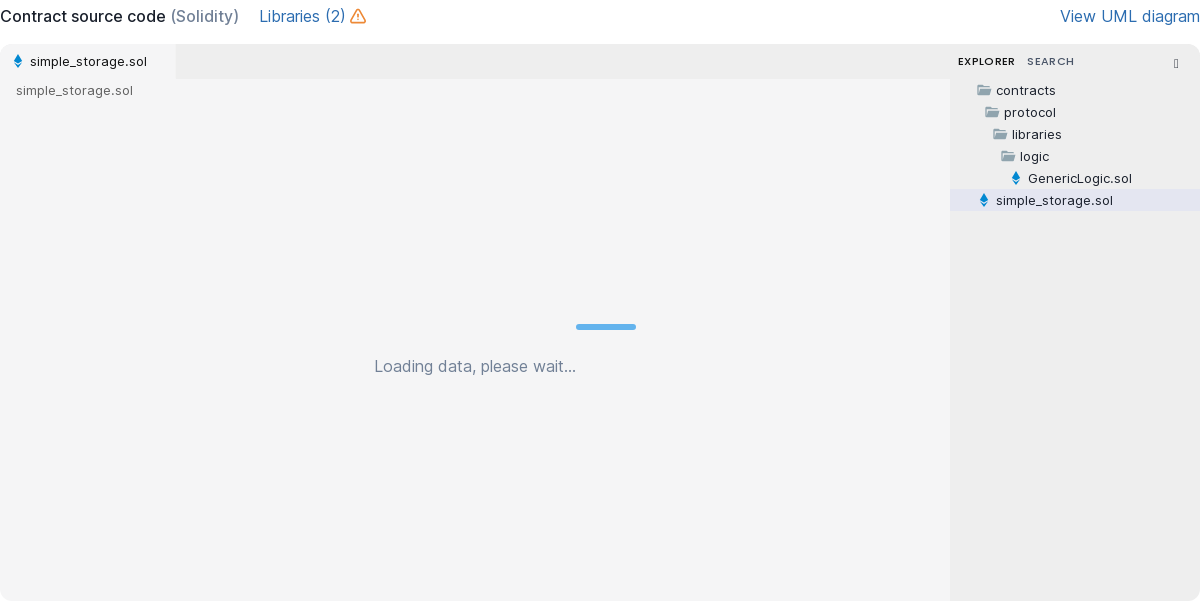 Contract source code (Solidity) Libraries (2) View UML diagram
simple_storage.sol
simple_storage.sol
Loading data, please wait...
EXPLORER SEARCH
contracts
protocol
libraries
logic
GenericLogic.sol
simple_storage.sol